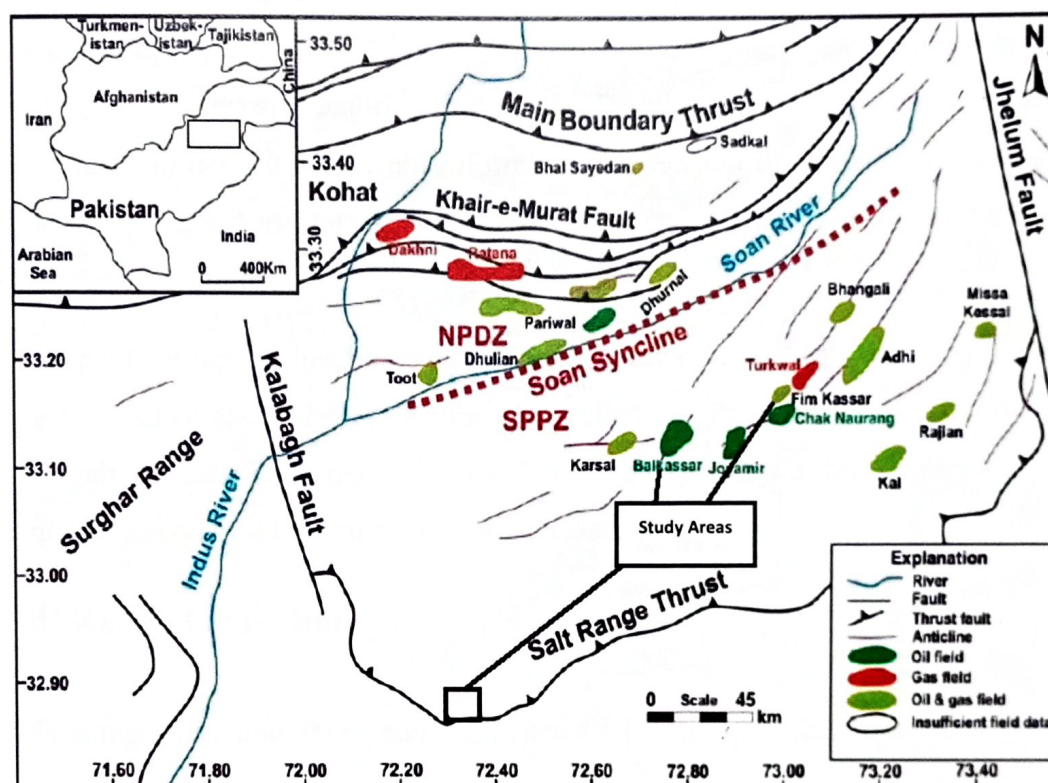 Turkmen-
istan
Uzbek-
istan
Tajikistan
China
Afghanistan
Iran
Pakistan
India
Arabian
Sea
0 400Km
33.50
33.40
33.30
33.20
33.10
33.00
32.90
N
Main Boundary Thrust
Sadkal
Bhal Sayedan
Jhelum Fault
Kohat
Khair-e-Murat Fault
Dakhni
Ratana
Dhurnal
Soan River
Pariwal
NPDZ
Dhulian
Soan Syncline
Toot
SPPZ
Bhangali
Missa
Kessal
Adhi
Turkwal
Fim Kassar
Chak Naurang
Rajian
Karsal
Balkassar
Joyamir
Kal
Kalabagh Fault
Surghar Range
Indus River
Study Areas
Salt Range Thrust
0 Scale 45
km
Explanation
River
Fault
Thrust fault
Anticline
Oil field
Gas field
Oil & gas field
Insufficient field data
71,60 71,80 72,00 72,20 72,40 72,60 72,80 73,00 73,20 73,40